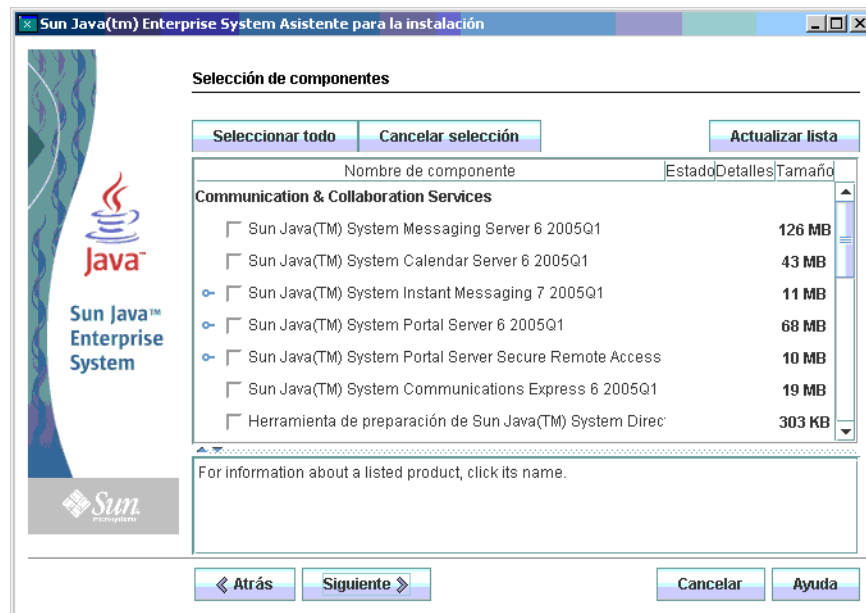 Sun Java(tm) Enterprise System Asistente para la instalación
Selección de componentes
Seleccionar todo
Cancelar selección
Actualizar lista
Nombre de componente Estado Detalles Tamaño
Communication & Collaboration Services
Sun Java(TM) System Messaging Server 6 2005Q1 126 MB
Sun Java(TM) System Calendar Server 6 2005Q1 43 MB
Sun Java(TM) System Instant Messaging 7 2005Q1 11 MB
Sun Java(TM) System Portal Server 6 2005Q1 68 MB
Sun Java(TM) System Portal Server Secure Remote Access 10 MB
Sun Java(TM) System Communications Express 6 2005Q1 19 MB
Herramienta de preparación de Sun Java(TM) System Direc 303 KB
Java™
Sun Java™
Enterprise
System
Sun
microsystems
For information about a listed product, click its name.
Atrás
Siguiente
Cancelar
Ayuda